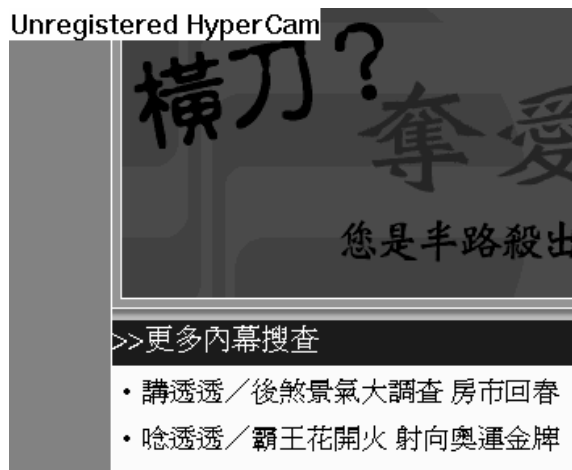 Unregistered HyperCam
橫刀?
奪愛
您是半路殺出
>>更多內幕搜查
・講透透╱後煞景氣大調查 房市回春
・唸透透╱霸王花開火 射向奧運金牌